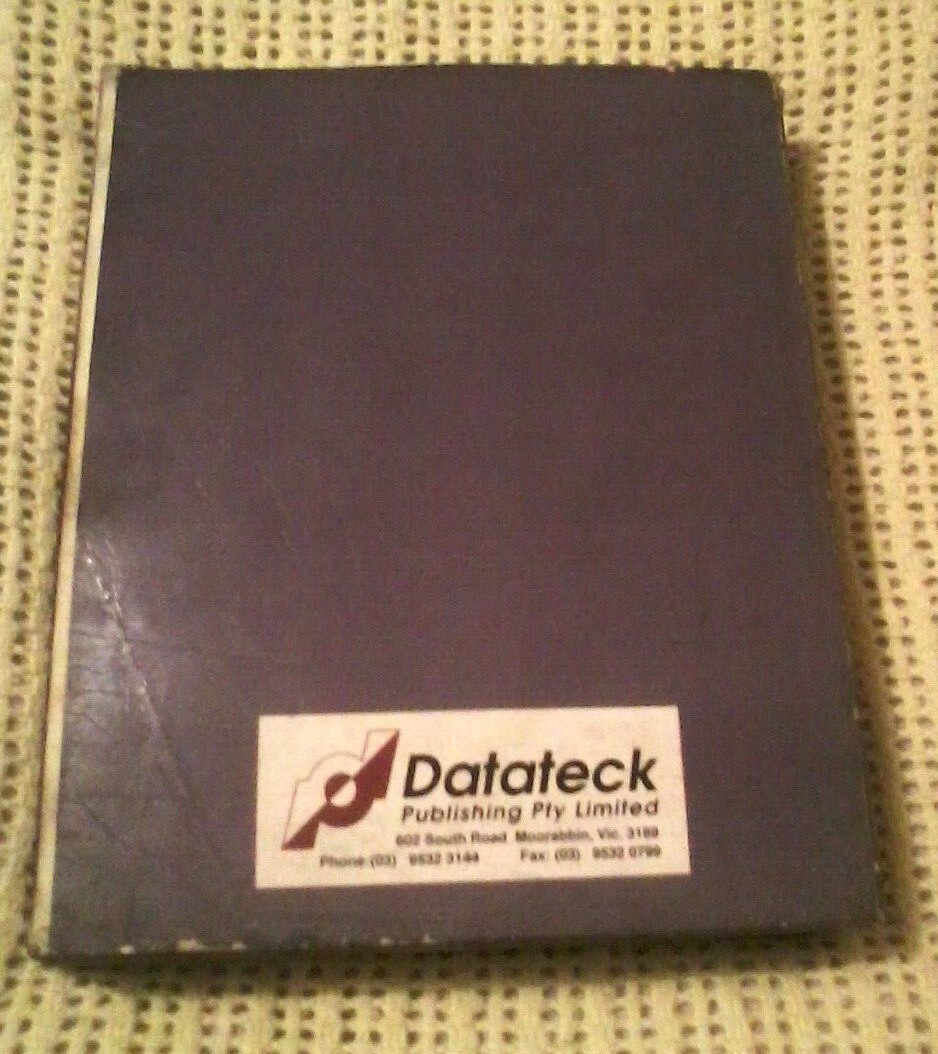 Datateck
Publishing Pty Limited
602 South Road Moorabbin, Vic, 3189
Phone (03) 9532 3144 Fax: (03) 9532 0799